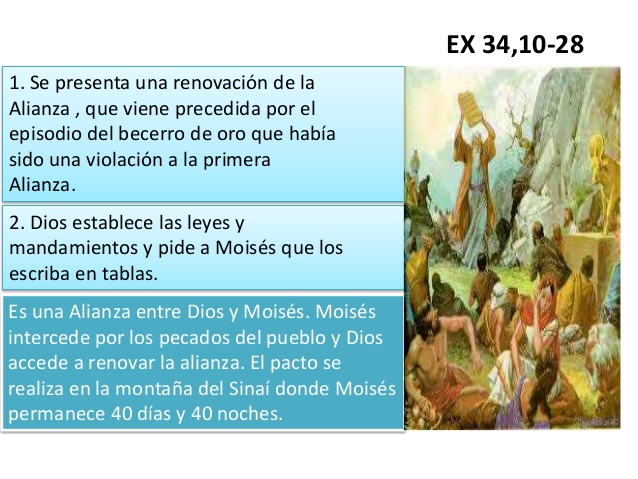 EX 34,10-28
1. Se presenta una renovación de la
Alianza , que viene precedida por el
episodio del becerro de oro que había
sido una violación a la primera
Alianza.
2. Dios establece las leyes y
mandamientos y pide a Moisés que los
escriba en tablas.
Es una Alianza entre Dios y Moisés. Moisés
intercede por los pecados del pueblo y Dios
accede a renovar la alianza. El pacto se
realiza en la montaña del Sinaí donde Moisés
permanece 40 días y 40 noches.